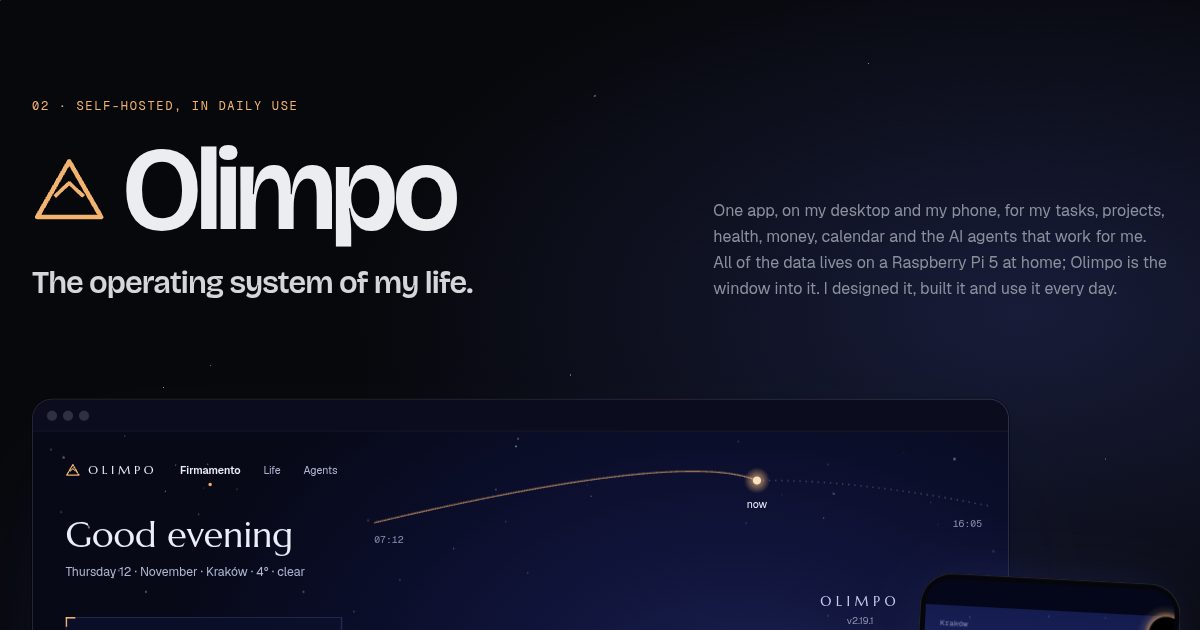 02 · SELF-HOSTED, IN DAILY USE
Olimpo
The operating system of my life.
One app, on my desktop and my phone, for my tasks, projects,
health, money, calendar and the AI agents that work for me.
All of the data lives on a Raspberry Pi 5 at home; Olimpo is the
window into it. I designed it, built it and use it every day.
OLIMPO Firmamento Life Agents
now
07:12
16:05
Good evening
Thursday 12 · November · Kraków · 4° · clear
OLIMPO
v2.19.1
Kraków